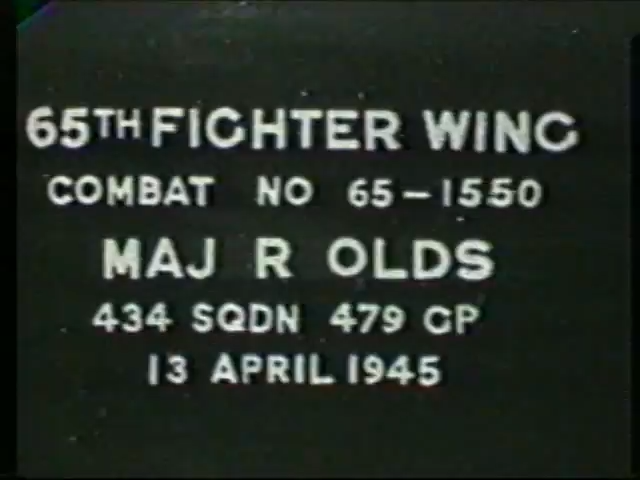 65TH FIGHTER WING
COMBAT NO 65-1550
MAJ R OLDS
434 SQDN 479 GP
13 APRIL 1945